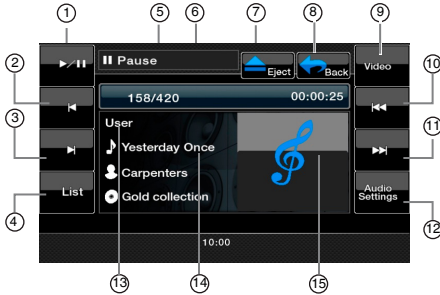 ① ⑤ ⑥ ⑦ ⑧ ⑨
Pause Eject Back Video
② ⑩
158/420 00:00:25
③ User ⑪
Yesterday Once
Carpenters
List Gold collection Audio Settings
④ ⑫
10:00
⑬ ⑭ ⑮